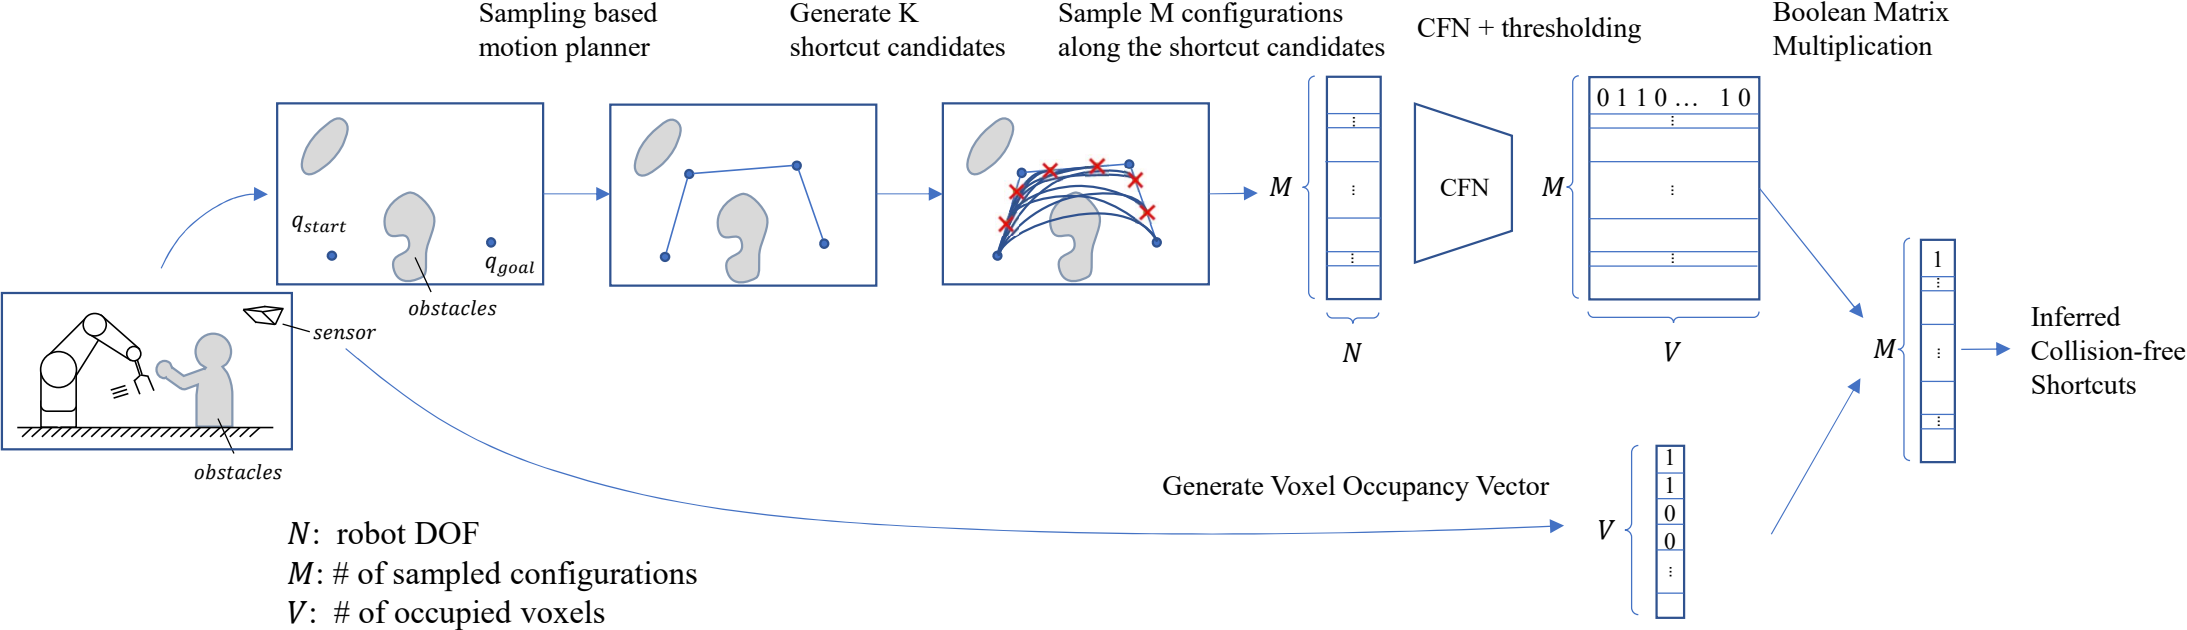 Sampling based
motion planner
Generate K
shortcut candidates
Sample M configurations
along the shortcut candidates
CFN + thresholding
Boolean Matrix
Multiplication
q_start
q_goal
obstacles
M
⋮
⋮
⋮
N
CFN
M
0 1 1 0 … 1 0
⋮
⋮
⋮
V
sensor
obstacles
M
1
⋮
⋮
⋮
Inferred
Collision-free
Shortcuts
Generate Voxel Occupancy Vector
V
1
1
0
0
⋮
N: robot DOF
M: # of sampled configurations
V: # of occupied voxels